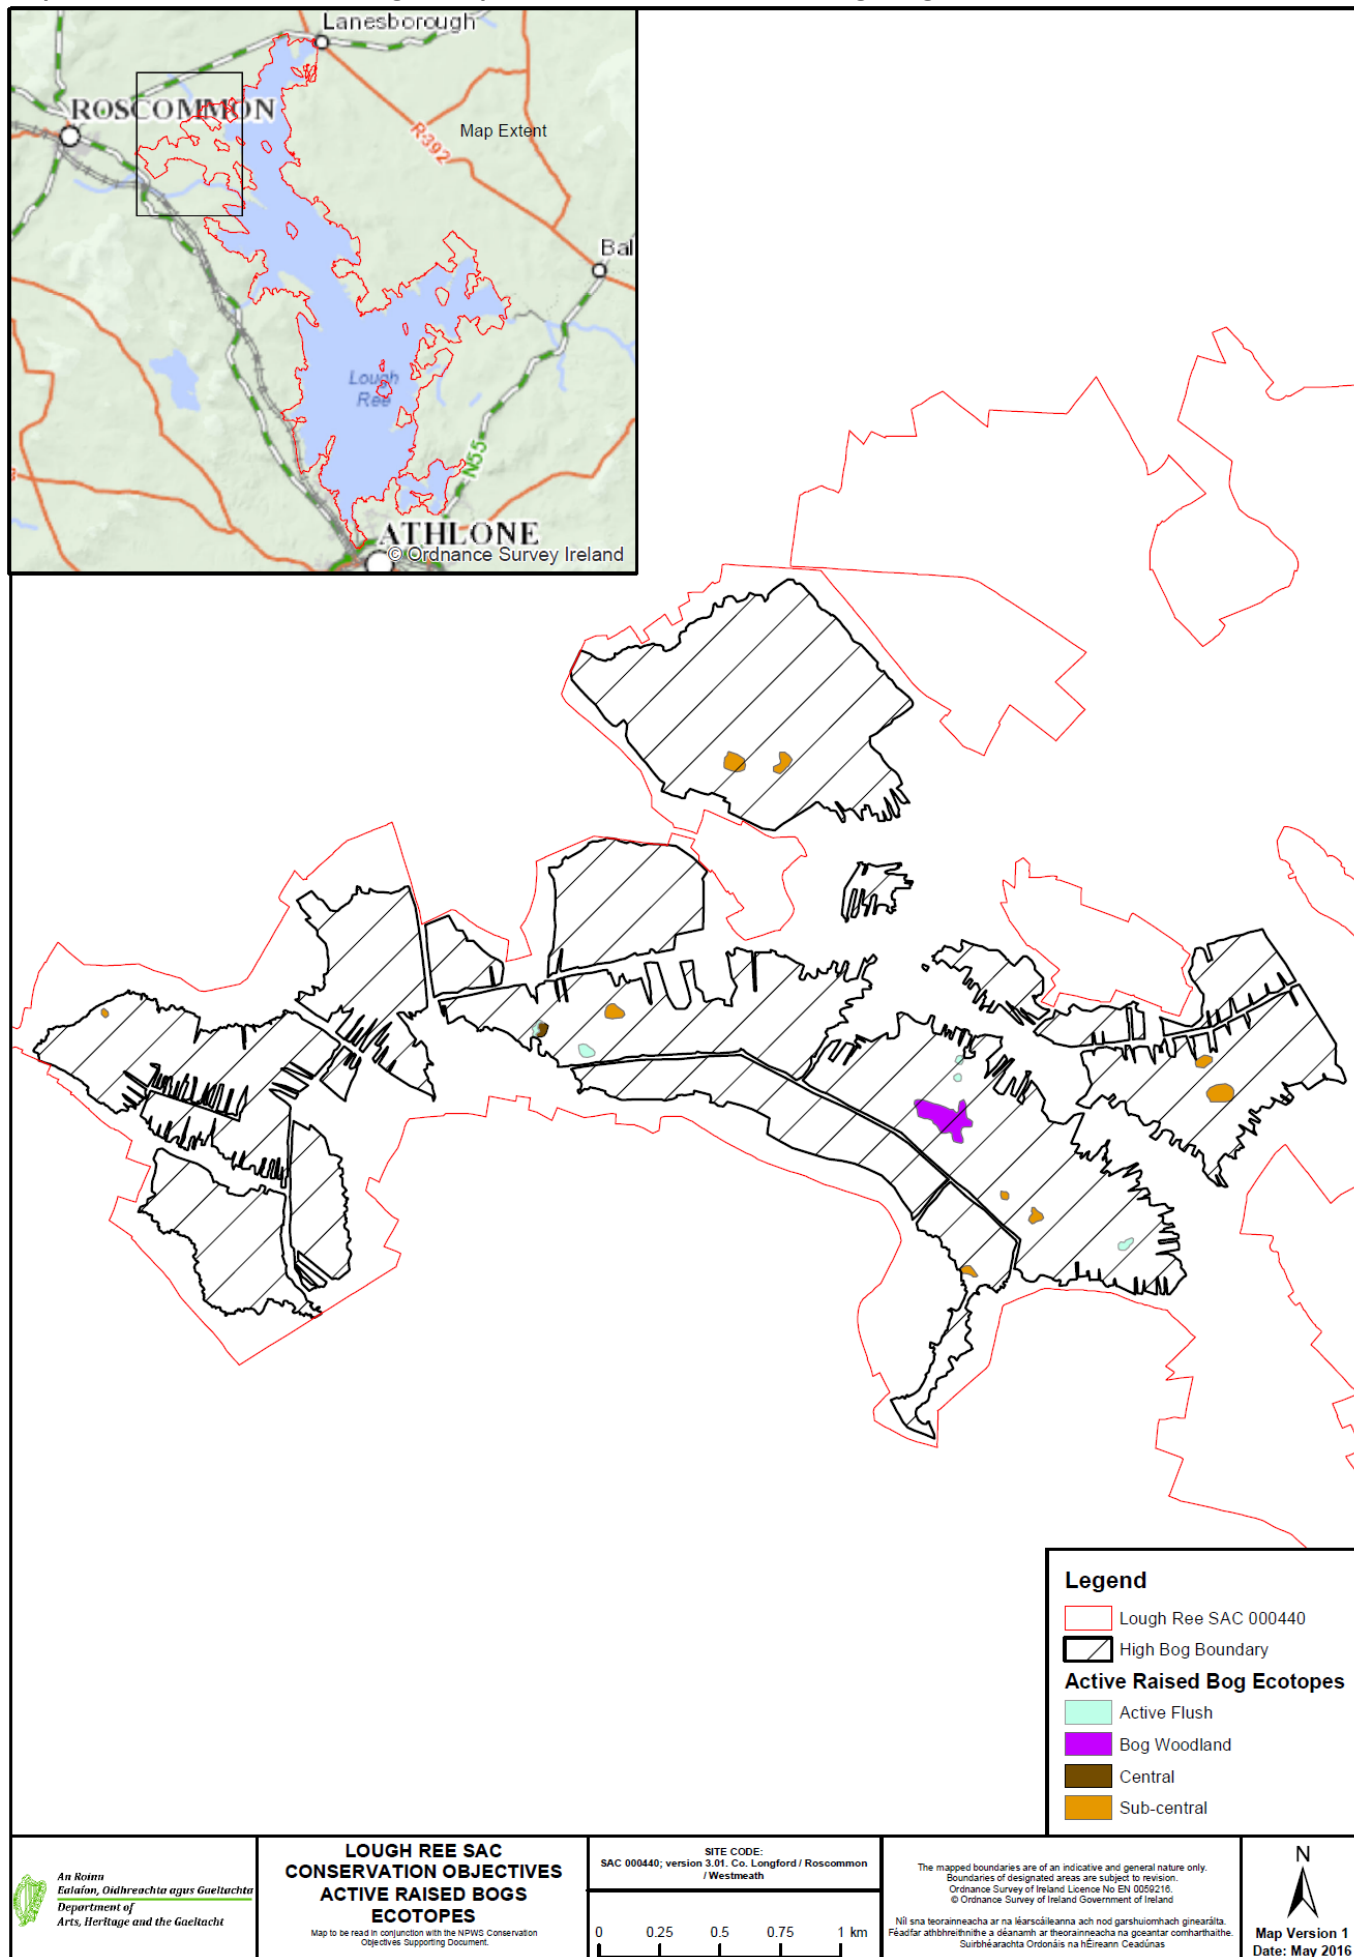 Lanesborough
ROSCOMMON
Map Extent
R-392
Bal
Lough
Ree
N55
ATHLONE
© Ordnance Survey Ireland
Legend
Lough Ree SAC 000440
High Bog Boundary
Active Raised Bog Ecotopes
Active Flush
Bog Woodland
Central
Sub-central
An Roinn
Ealaíon, Oidhreachta agus Gaeltachta
Department of
Arts, Heritage and the Gaeltacht
LOUGH REE SAC
CONSERVATION OBJECTIVES
ACTIVE RAISED BOGS
ECOTOPES
Map to be read in conjunction with the NPWS Conservation
Objectives Supporting Document.
SITE CODE:
SAC 000440; version 3.01. Co. Longford / Roscommon
/ Westmeath
0 0.25 0.5 0.75 1 km
The mapped boundaries are of an indicative and general nature only.
Boundaries of designated areas are subject to revision.
Ordnance Survey of Ireland Licence No EN 0059216.
© Ordnance Survey of Ireland Government of Ireland
Níl sna teorainneacha ar na léarscáileanna ach nod garshuiomhach ginearálta.
Féadfar athbhreithnithe a déanamh ar theorainneacha na gceantar comharthaithe.
Suirbhéarachta Ordonáis na hÉireann Ceadúnas
N
Map Version 1
Date: May 2016